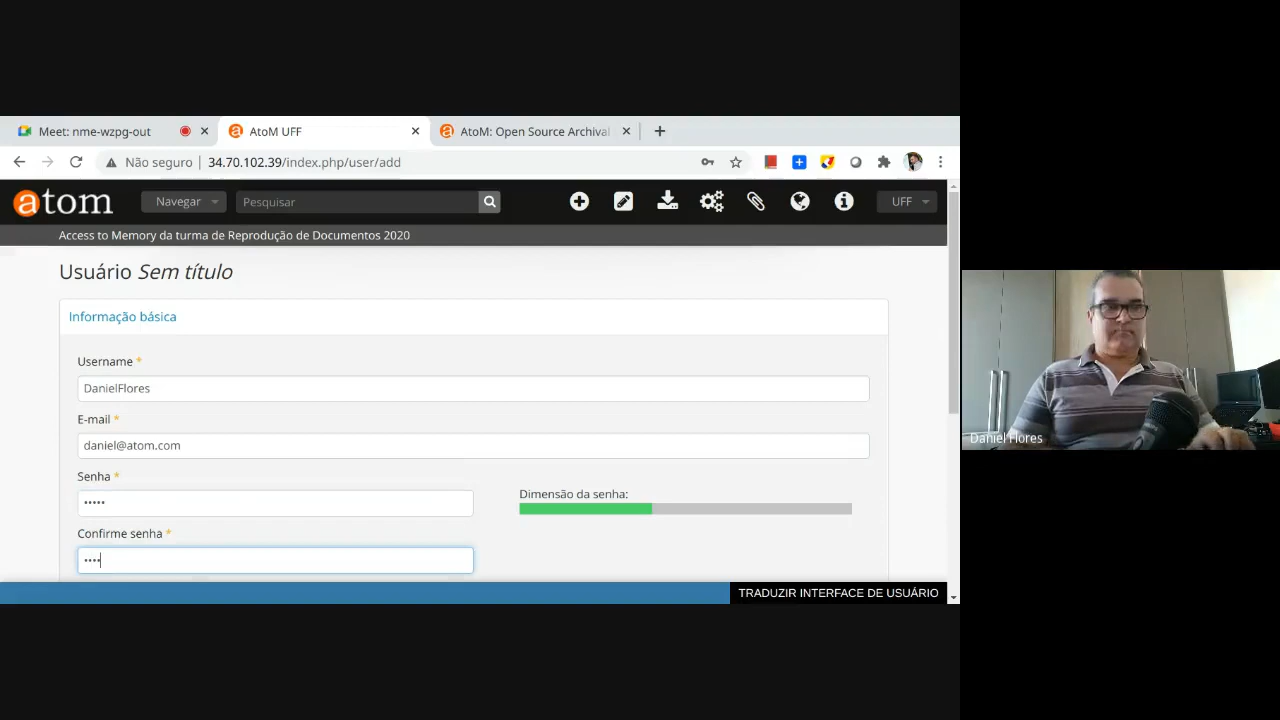 Meet: nme-wzpg-out
AtoM UFF
AtoM: Open Source Archival
Não seguro
34.70.102.39/index.php/user/add
atom
Navegar
Pesquisar
UFF
Access to Memory da turma de Reprodução de Documentos 2020
Usuário Sem título
Informação básica
Username *
DanielFlores
E-mail *
daniel@atom.com
Senha *
•••••
Dimensão da senha:
Confirme senha *
••••
TRADUZIR INTERFACE DE USUÁRIO
Daniel Flores